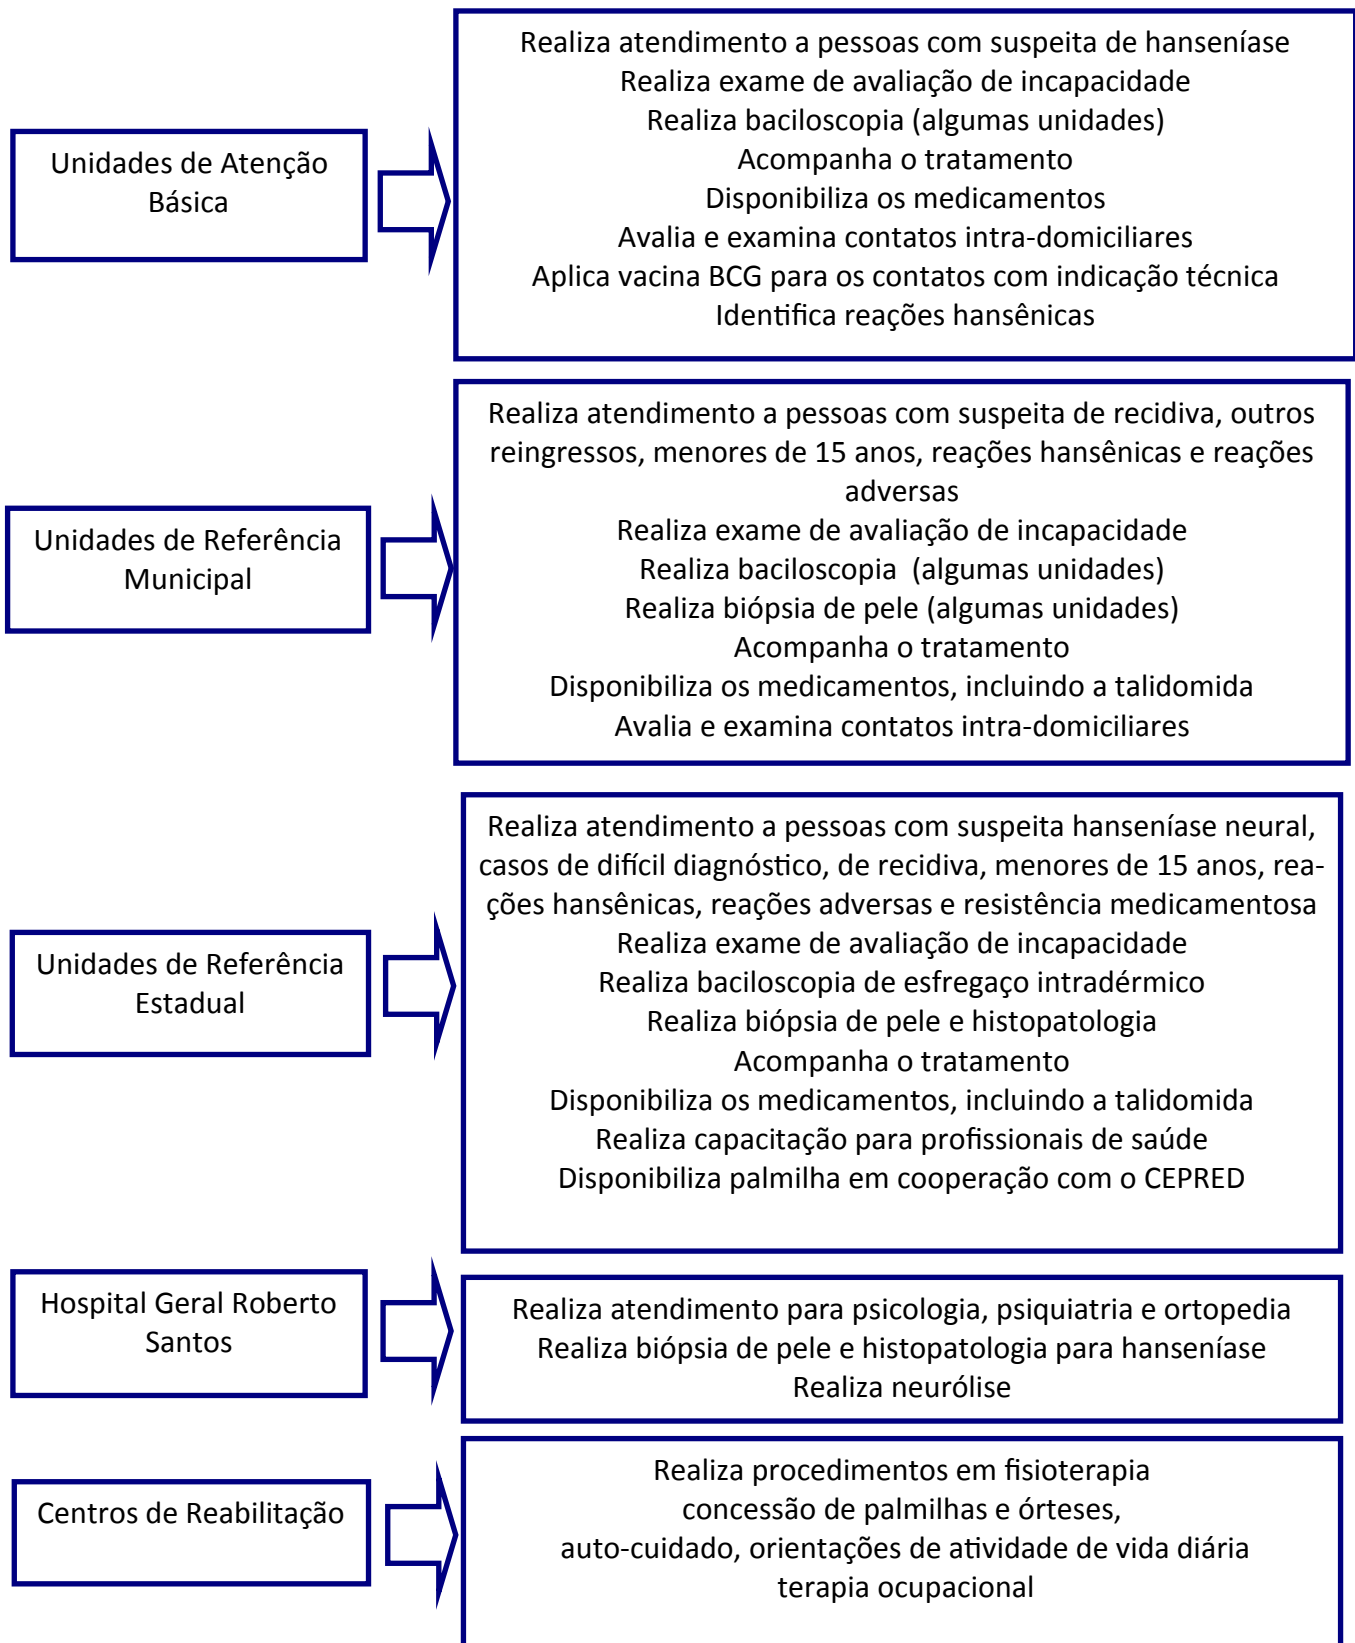 Unidades de Atenção
Básica
Realiza atendimento a pessoas com suspeita de hanseníase
Realiza exame de avaliação de incapacidade
Realiza baciloscopia (algumas unidades)
Acompanha o tratamento
Disponibiliza os medicamentos
Avalia e examina contatos intra-domiciliares
Aplica vacina BCG para os contatos com indicação técnica
Identifica reações hansênicas
Unidades de Referência
Municipal
Realiza atendimento a pessoas com suspeita de recidiva, outros
reingressos, menores de 15 anos, reações hansênicas e reações
adversas
Realiza exame de avaliação de incapacidade
Realiza baciloscopia  (algumas unidades)
Realiza biópsia de pele (algumas unidades)
Acompanha o tratamento
Disponibiliza os medicamentos, incluindo a talidomida
Avalia e examina contatos intra-domiciliares
Unidades de Referência
Estadual
Realiza atendimento a pessoas com suspeita hanseníase neural,
casos de difícil diagnóstico, de recidiva, menores de 15 anos, rea-
ções hansênicas, reações adversas e resistência medicamentosa
Realiza exame de avaliação de incapacidade
Realiza baciloscopia de esfregaço intradérmico
Realiza biópsia de pele e histopatologia
Acompanha o tratamento
Disponibiliza os medicamentos, incluindo a talidomida
Realiza capacitação para profissionais de saúde
Disponibiliza palmilha em cooperação com o CEPRED
Hospital Geral Roberto
Santos
Realiza atendimento para psicologia, psiquiatria e ortopedia
Realiza biópsia de pele e histopatologia para hanseníase
Realiza neurólise
Centros de Reabilitação
Realiza procedimentos em fisioterapia
concessão de palmilhas e órteses,
auto-cuidado, orientações de atividade de vida diária
terapia ocupacional